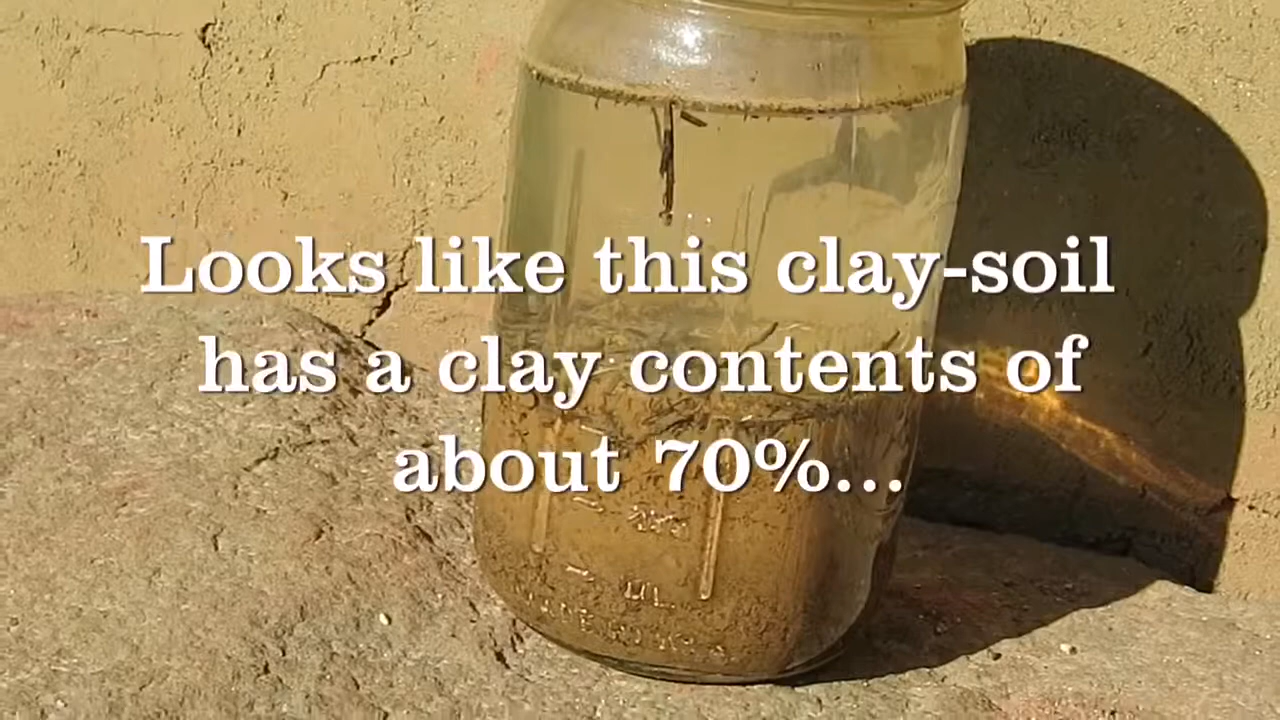 Looks like this clay-soil
has a clay contents of
about 70%...